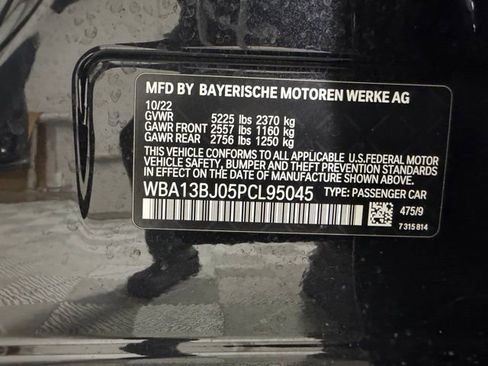 MFD BY BAYERISCHE MOTOREN WERKE AG
10/22
GVWR 5225 lbs 2370 kg
GAWR FRONT 2557 lbs 1160 kg
GAWR REAR 2756 lbs 1250 kg
THIS VEHICLE CONFORMS TO ALL APPLICABLE U.S.FEDERAL MOTOR
VEHICLE SAFETY, BUMPER, AND THEFT PREVENTION
STANDARDS IN EFFECT ON THE
DATE OF MANUFACTURE SHOWN ABOVE.
WBA13BJ05PCL95045 TYPE: PASSENGER CAR
475/9
7 315 814